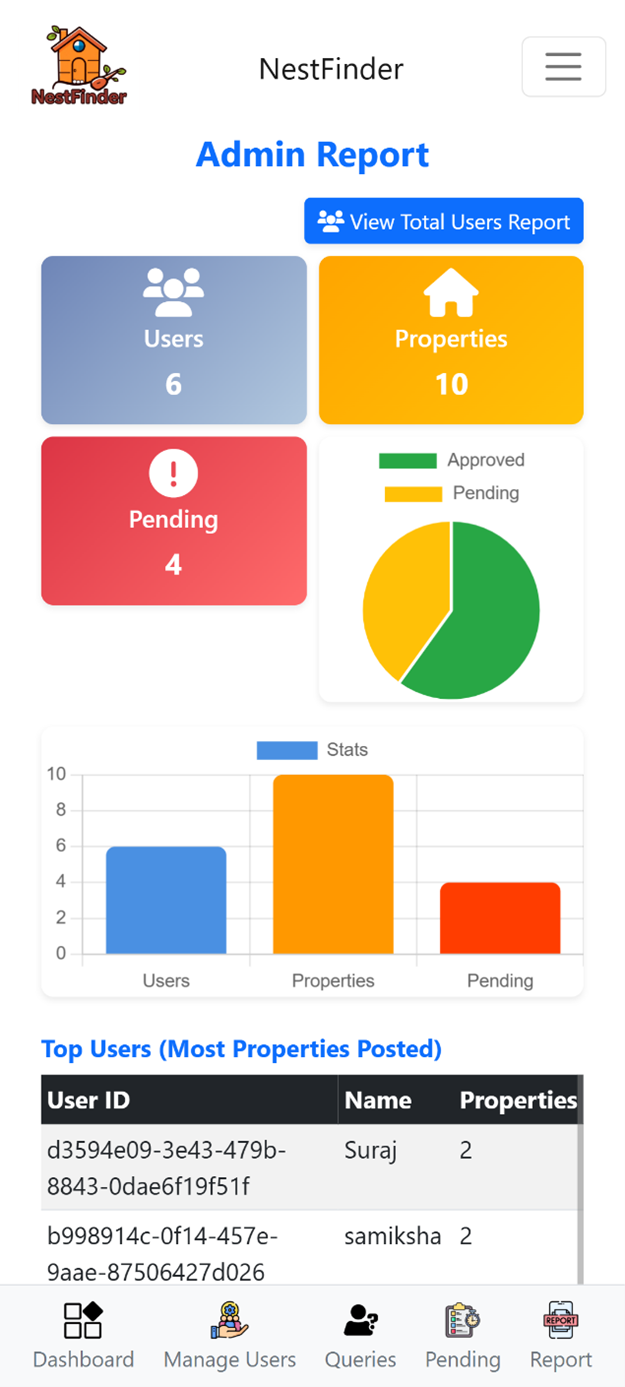 NestFinder
NestFinder
Admin Report
View Total Users Report
Users
6
Properties
10
Pending
4
Approved
Pending
Stats
10
8
6
4
2
0
Users
Properties
Pending
Top Users (Most Properties Posted)
User ID
Name
Properties
d3594e09-3e43-479b-
8843-0dae6f19f51f
Suraj
2
b998914c-0f14-457e-
9aae-87506427d026
samiksha
2
REPORT
Dashboard
Manage Users
Queries
Pending
Report